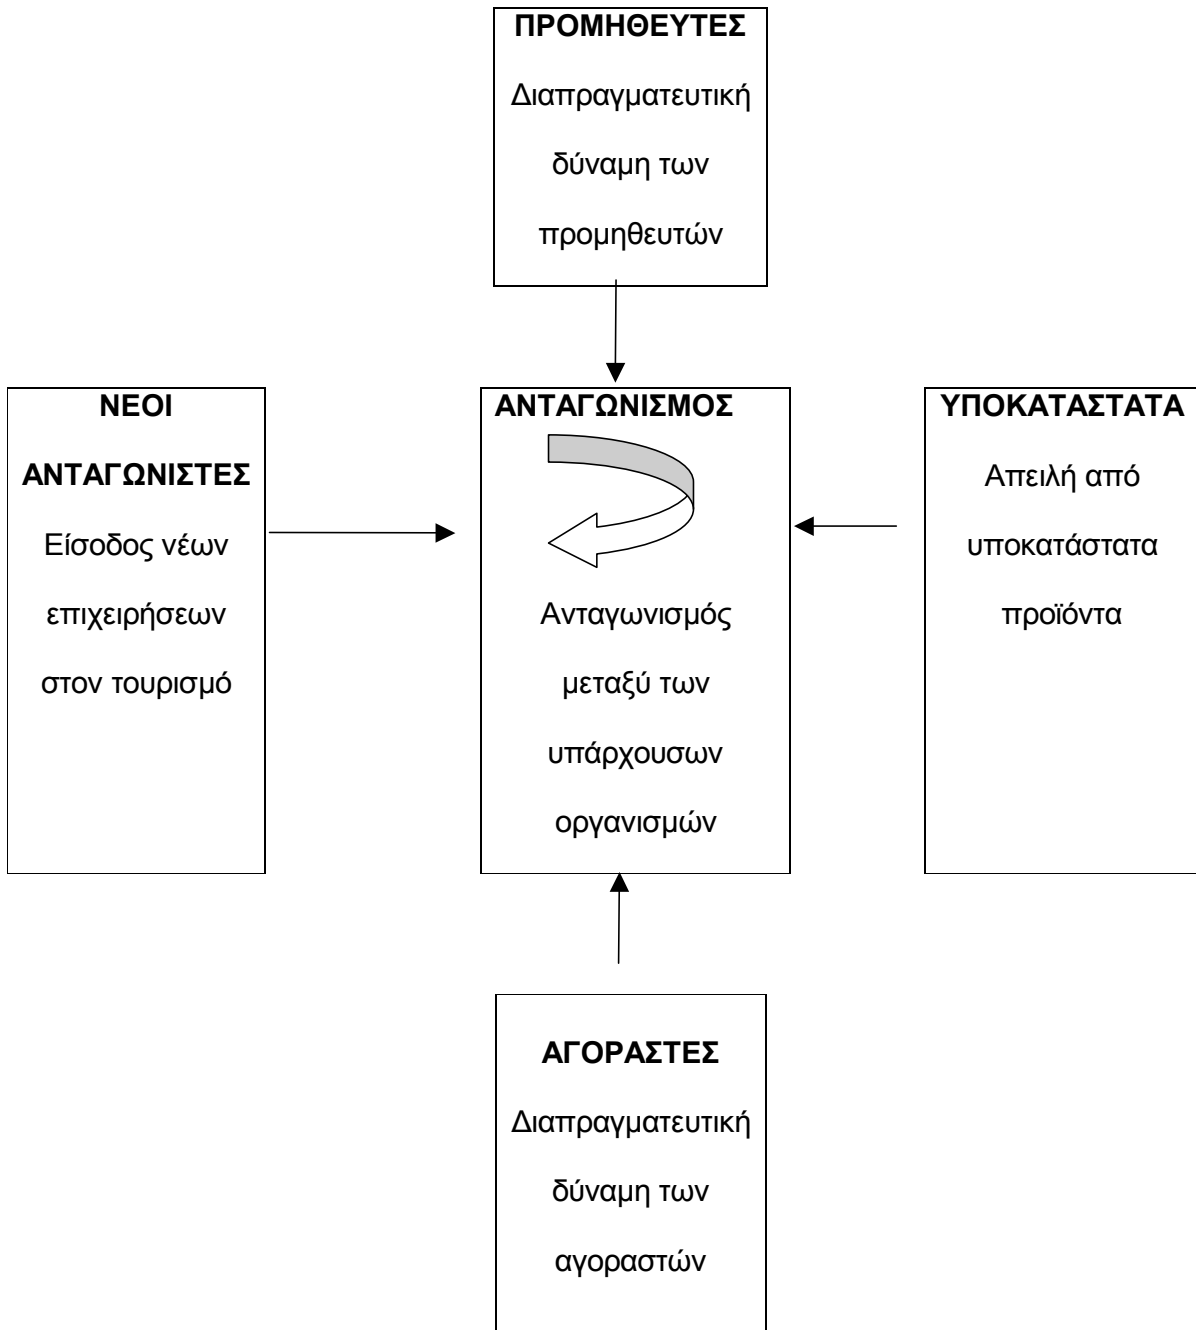 ΠΡΟΜΗΘΕΥΤΕΣ
Διαπραγματευτική
δύναμη των
προμηθευτών
ΝΕΟΙ
ΑΝΤΑΓΩΝΙΣΤΕΣ
Είσοδος νέων
επιχειρήσεων
στον τουρισμό
ΑΝΤΑΓΩΝΙΣΜΟΣ
Ανταγωνισμός
μεταξύ των
υπάρχουσων
οργανισμών
ΥΠΟΚΑΤΑΣΤΑΤΑ
Απειλή από
υποκατάστατα
προϊόντα
ΑΓΟΡΑΣΤΕΣ
Διαπραγματευτική
δύναμη των
αγοραστών